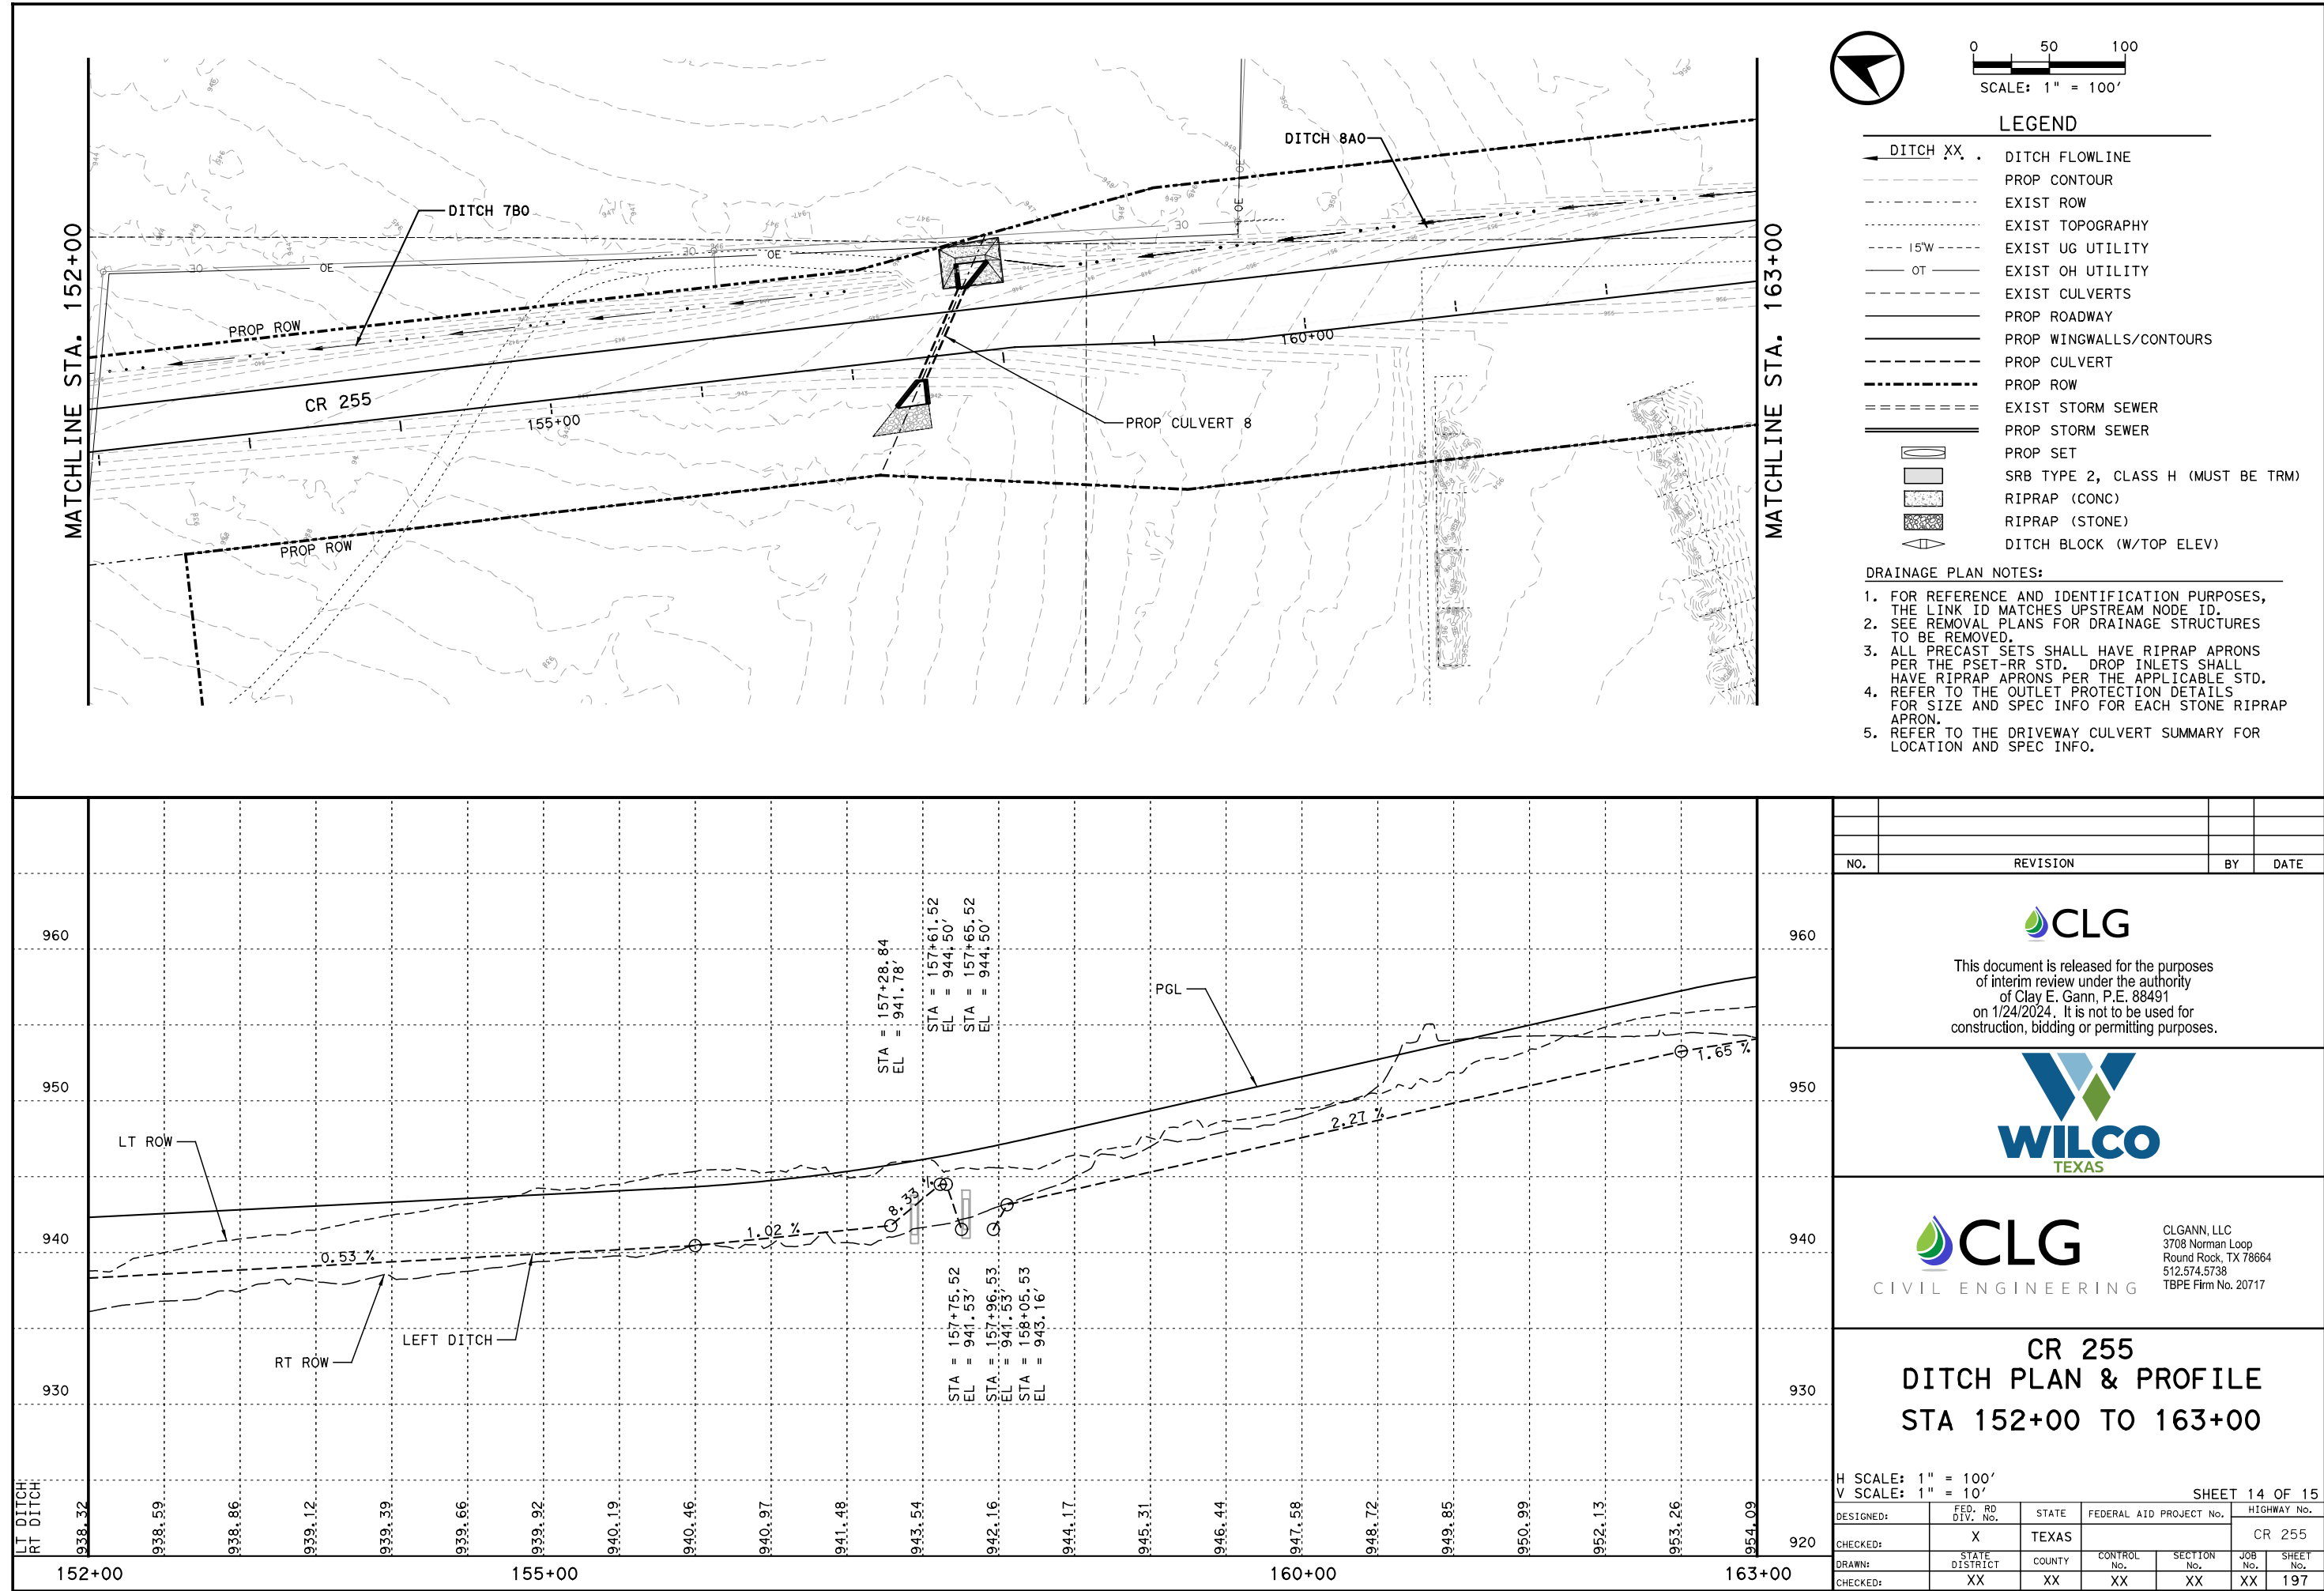 MATCHLINE STA. 152+00
DITCH 7B0
DITCH 8A0
PROP ROW
CR 255
155+00
PROP ROW
PROP CULVERT 8
160+00
30
OE
30
OE
30
OE
OE
MATCHLINE STA. 163+00
0 50 100
SCALE: 1" = 100'
LEGEND
DITCH XX DITCH FLOWLINE
PROP CONTOUR
EXIST ROW
EXIST TOPOGRAPHY
15"W EXIST UG UTILITY
OT EXIST OH UTILITY
EXIST CULVERTS
PROP ROADWAY
PROP WINGWALLS/CONTOURS
PROP CULVERT
PROP ROW
EXIST STORM SEWER
PROP STORM SEWER
PROP SET
SRB TYPE 2, CLASS H (MUST BE TRM)
RIPRAP (CONC)
RIPRAP (STONE)
DITCH BLOCK (W/TOP ELEV)
DRAINAGE PLAN NOTES:
1. FOR REFERENCE AND IDENTIFICATION PURPOSES,
THE LINK ID MATCHES UPSTREAM NODE ID.
2. SEE REMOVAL PLANS FOR DRAINAGE STRUCTURES
TO BE REMOVED.
3. ALL PRECAST SETS SHALL HAVE RIPRAP APRONS
PER THE PSET-RR STD. DROP INLETS SHALL
HAVE RIPRAP APRONS PER THE APPLICABLE STD.
4. REFER TO THE OUTLET PROTECTION DETAILS
FOR SIZE AND SPEC INFO FOR EACH STONE RIPRAP
APRON.
5. REFER TO THE DRIVEWAY CULVERT SUMMARY FOR
LOCATION AND SPEC INFO.
960
950
940
930
LT ROW
RT ROW
LEFT DITCH
PGL
0.53 %
1.02 %
8.33 %
2.27 %
1.65 %
STA = 157+28.84
EL = 941.78'
STA = 157+61.52
EL = 944.50'
STA = 157+65.52
EL = 944.50'
STA = 157+75.52
EL = 941.53'
STA = 157+96.53
EL = 941.53'
STA = 158+05.53
EL = 943.16'
960
950
940
930
920
LT DITCH
RT DITCH
938.32
938.59
938.86
939.12
939.39
939.66
939.92
940.19
940.46
940.97
941.48
943.54
942.16
944.17
945.31
946.44
947.58
948.72
949.85
950.99
952.13
953.26
954.09
152+00 155+00 160+00 163+00
NO. REVISION BY DATE
CLG
This document is released for the purposes
of interim review under the authority
of Clay E. Gann, P.E. 88491
on 1/24/2024. It is not to be used for
construction, bidding or permitting purposes.
WILCO
TEXAS
CLG
CIVIL ENGINEERING
CLGANN, LLC
3708 Norman Loop
Round Rock, TX 78664
512.574.5738
TBPE Firm No. 20717
CR 255
DITCH PLAN & PROFILE
STA 152+00 TO 163+00
H SCALE: 1" = 100'
V SCALE: 1" = 10'
SHEET 14 OF 15
DESIGNED: FED. RD DIV. No. STATE FEDERAL AID PROJECT No. HIGHWAY No.
CHECKED: X TEXAS CR 255
DRAWN: STATE DISTRICT COUNTY CONTROL No. SECTION No. JOB No. SHEET No.
CHECKED: XX XX XX XX XX 197